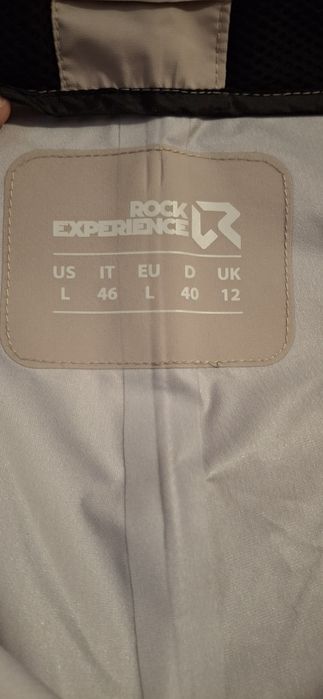 ROCK
EXPERIENCE
US IT EU D UK
L 46 L 40 12